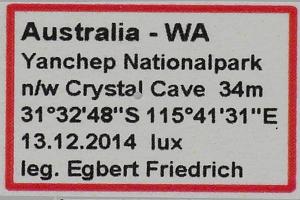 Australia - WA
Yanchep Nationalpark
n/w Crystal Cave 34m
31°32'48"S 115°41'31"E
13.12.2014 lux
leg. Egbert Friedrich